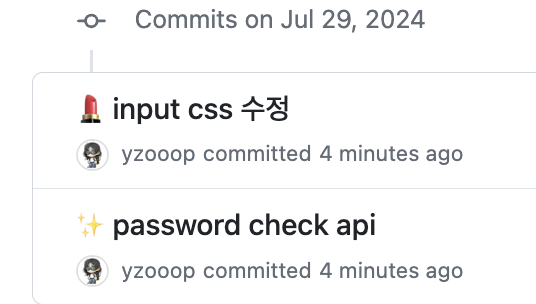 Commits on Jul 29, 2024
💄 input css 수정
yzooop committed 4 minutes ago
✨ password check api
yzooop committed 4 minutes ago